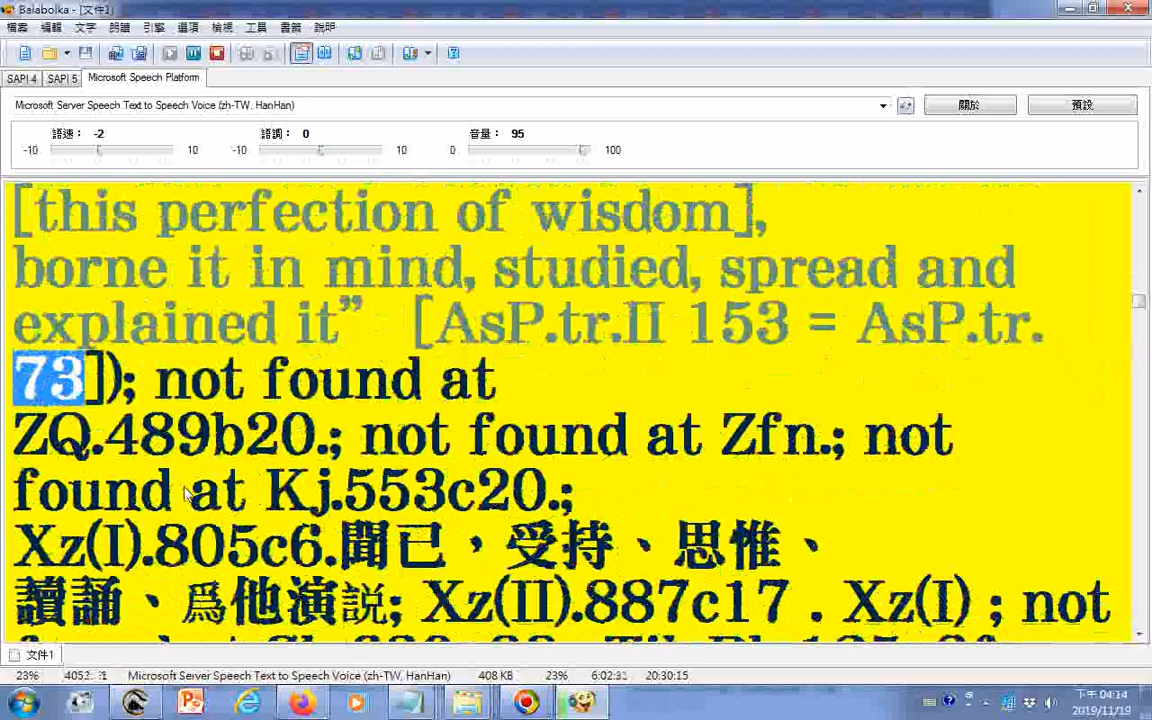 Balabolka - [文件1]
檔案 編輯 文字 朗讀 引擎 選項 檢視 工具 書籤 說明
SAPI 4 SAPI 5 Microsoft Speech Platform
Microsoft Server Speech Text to Speech Voice (zh-TW, HanHan) 關於 預設
語速： -2 語調： 0 音量： 95
-10 10 -10 10 0 100
[this perfection of wisdom],
borne it in mind, studied, spread and
explained it” [AsP.tr.II 153 = AsP.tr.
73]); not found at
ZQ.489b20.; not found at Zfn.; not
found at Kj.553c20.;
Xz(I).805c6.聞已，受持、思惟、
讀誦、爲他演説; Xz(II).887c17 . Xz(I) ; not
文件1
23% Microsoft Server Speech Text to Speech Voice (zh-TW, HanHan) 408 KB 23% 6:02:31 20:30:15
下午 04:14
2019/11/19